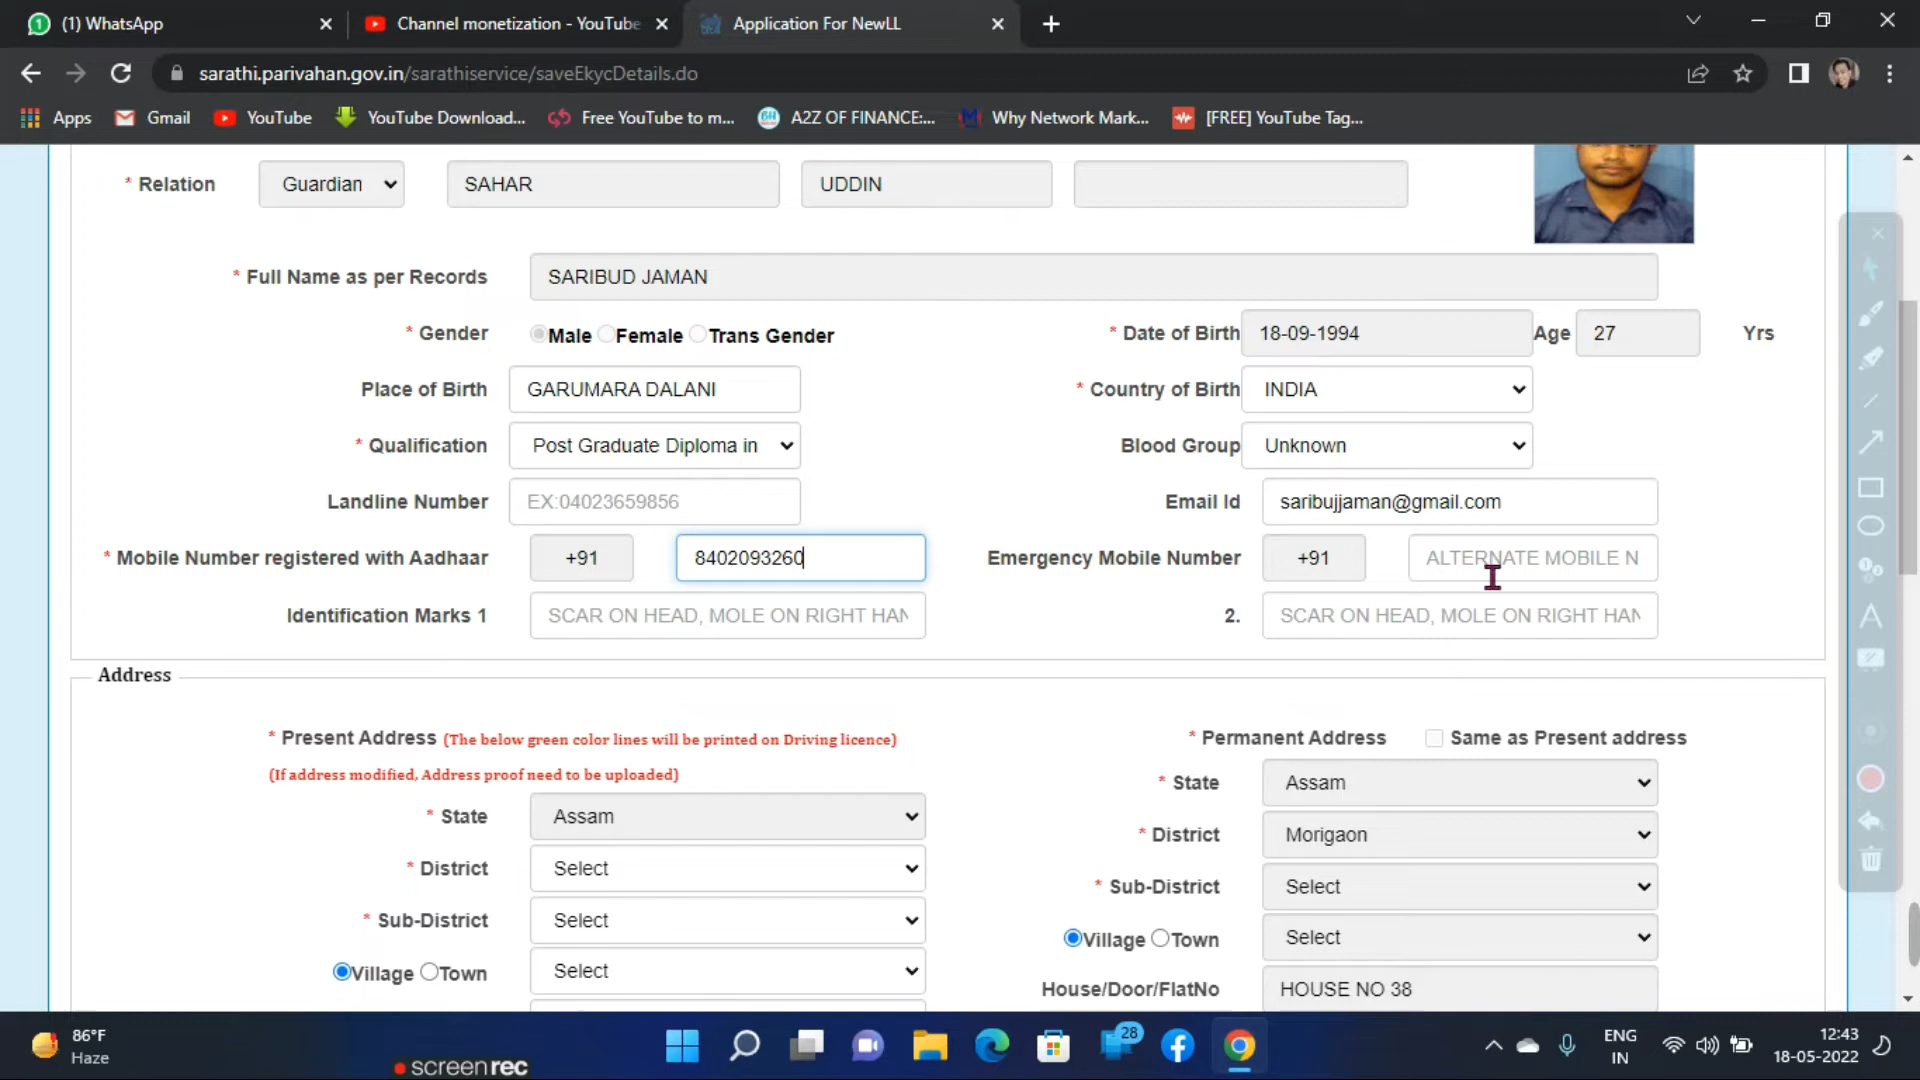 (1) WhatsApp
Channel monetization - YouTube
Application For NewLL
sarathi.parivahan.gov.in/sarathiservice/saveEkycDetails.do
Apps
Gmail
YouTube
YouTube Download...
Free YouTube to m...
A2Z OF FINANCE:...
Why Network Mark...
[FREE] YouTube Tag...
* Relation Guardian SAHAR UDDIN
* Full Name as per Records SARIBUD JAMAN
* Gender Male Female Trans Gender * Date of Birth 18-09-1994 Age 27 Yrs
Place of Birth GARUMARA DALANI * Country of Birth INDIA
* Qualification Post Graduate Diploma in Blood Group Unknown
Landline Number EX:04023659856 Email Id saribujjaman@gmail.com
* Mobile Number registered with Aadhaar +91 8402093260 Emergency Mobile Number +91 ALTERNATE MOBILE N
Identification Marks 1 SCAR ON HEAD, MOLE ON RIGHT HAN 2. SCAR ON HEAD, MOLE ON RIGHT HAN
Address
* Present Address (The below green color lines will be printed on Driving licence)
(If address modified, Address proof need to be uploaded)
* State Assam
* District Select
* Sub-District Select
Village Town Select
* Permanent Address Same as Present address
* State Assam
* District Morigaon
* Sub-District Select
Village Town Select
House/Door/FlatNo HOUSE NO 38
86°F
Haze
screenrec
28
ENG
IN
12:43
18-05-2022